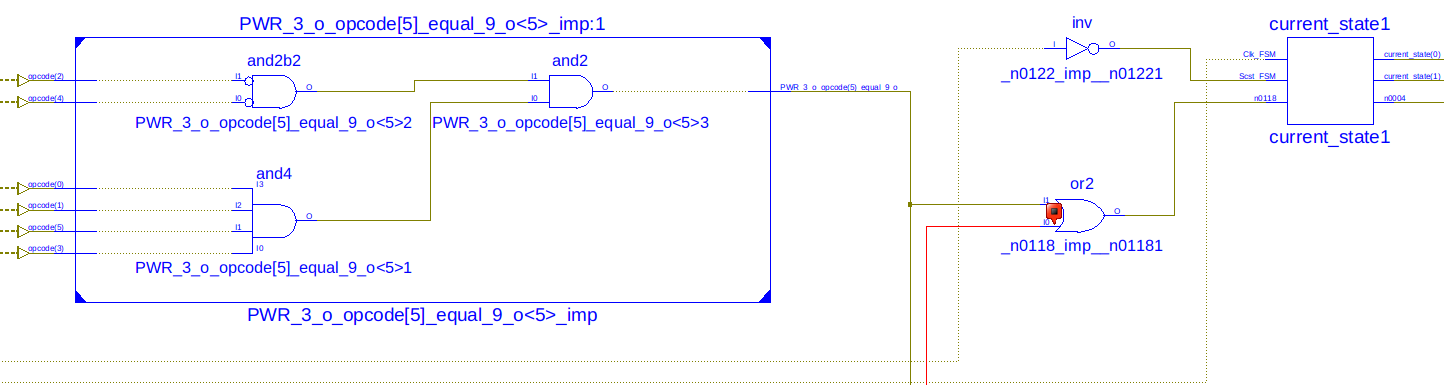 PWR_3_o_opcode[5]_equal_9_o<5>_imp:1
inv
current_state1
and2b2
and2
I
O
Clk_FSM
current_state(0)
_n0122_imp__n01221
opcode(2)
I1
O
I1
O
PWR_3_o_opcode(5)_equal_9_o
Scst_FSM
current_state(1)
opcode(4)
I0
I0
n0118
n0004
PWR_3_o_opcode[5]_equal_9_o<5>2
PWR_3_o_opcode[5]_equal_9_o<5>3
current_state1
and4
or2
opcode(0)
I3
opcode(1)
I2
I1
O
O
opcode(5)
I1
I0
opcode(3)
I0
_n0118_imp__n01181
PWR_3_o_opcode[5]_equal_9_o<5>1
PWR_3_o_opcode[5]_equal_9_o<5>_imp